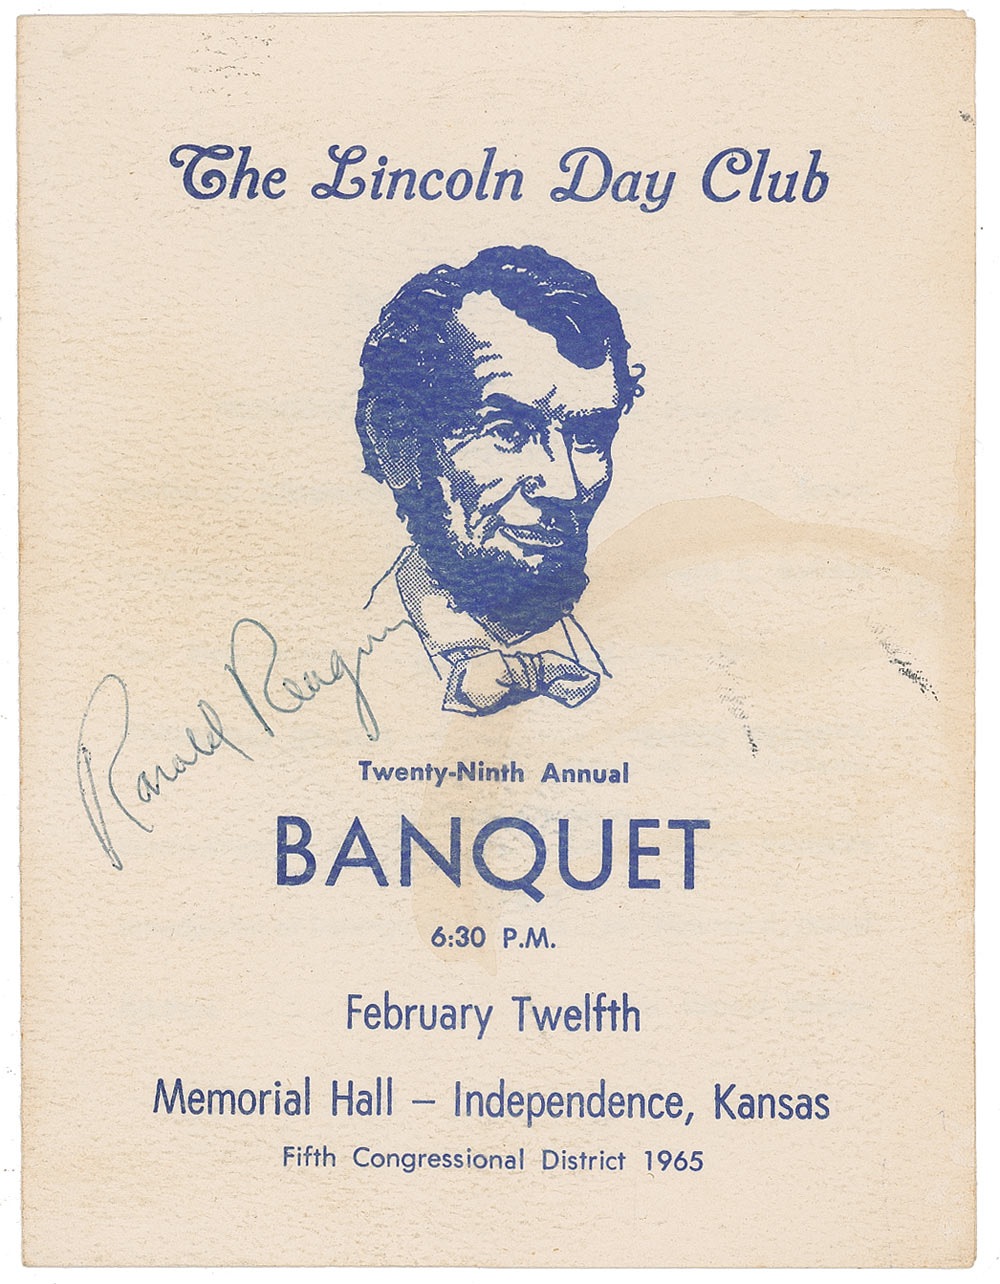 The Lincoln Day Club
Ronald Reagan
Twenty-Ninth Annual
BANQUET
6:30 P.M.
February Twelfth
Memorial Hall – Independence, Kansas
Fifth Congressional District 1965